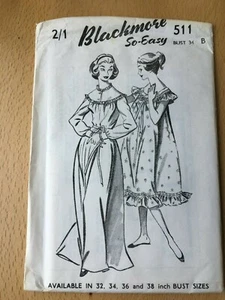 2/1 Blackmore 511
So-Easy BUST 34 B
AVAILABLE IN 32, 34, 36 and 38 inch BUST SIZES